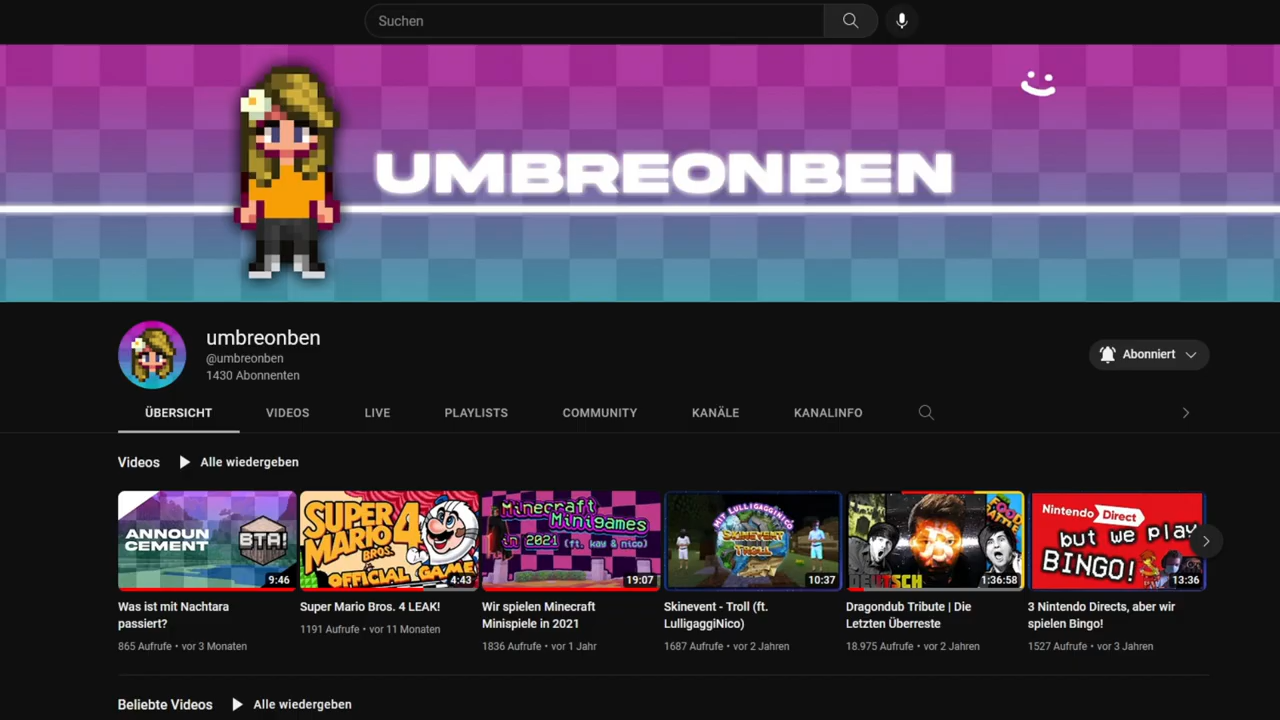 Suchen
UMBREONBEN
umbreonben
@umbreonben
1430 Abonnenten
Abonniert
ÜBERSICHT
VIDEOS
LIVE
PLAYLISTS
COMMUNITY
KANÄLE
KANALINFO
Videos
Alle wiedergeben
ANNOUN
CEMENT
BTA!
9:46
SUPER
MARIO 4
BROS.
OFFICIAL GAME
4:43
Minecraft
Minigames
in 2021 (ft. kay & nico)
19:07
MIT LULLIGAGGINICO
SKINEVENT
TROLL
10:37
DEUTSCH
1:36:58
Nintendo Direct
but we play
BINGO!
13:36
Was ist mit Nachtara
passiert?
865 Aufrufe • vor 3 Monaten
Super Mario Bros. 4 LEAK!
1191 Aufrufe • vor 11 Monaten
Wir spielen Minecraft
Minispiele in 2021
1836 Aufrufe • vor 1 Jahr
Skinevent - Troll (ft.
LulligaggiNico)
1687 Aufrufe • vor 2 Jahren
Dragondub Tribute | Die
Letzten Überreste
18.975 Aufrufe • vor 2 Jahren
3 Nintendo Directs, aber wir
spielen Bingo!
1527 Aufrufe • vor 3 Jahren
Beliebte Videos
Alle wiedergeben